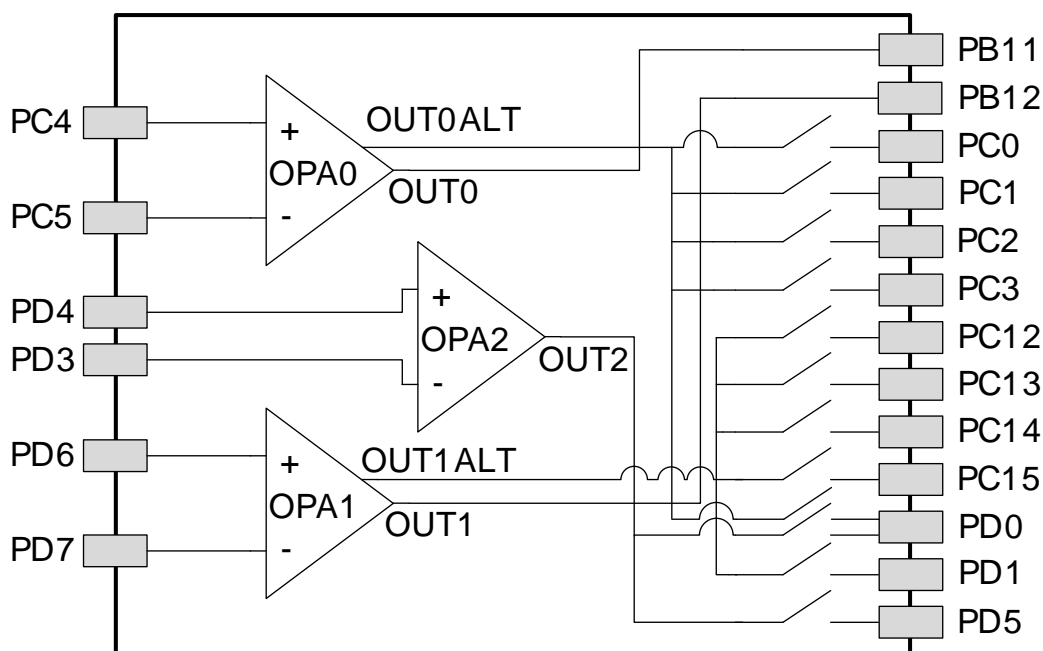 PB11
PB12
PC4
+
OUT0ALT
PC0
OPA0
OUT0
PC1
PC5
-
PC2
PD4
+
PC3
OPA2
OUT2
PC12
PD3
-
PC13
PC14
PD6
+
OUT1ALT
PC15
OPA1
OUT1
PD0
PD7
-
PD1
PD5